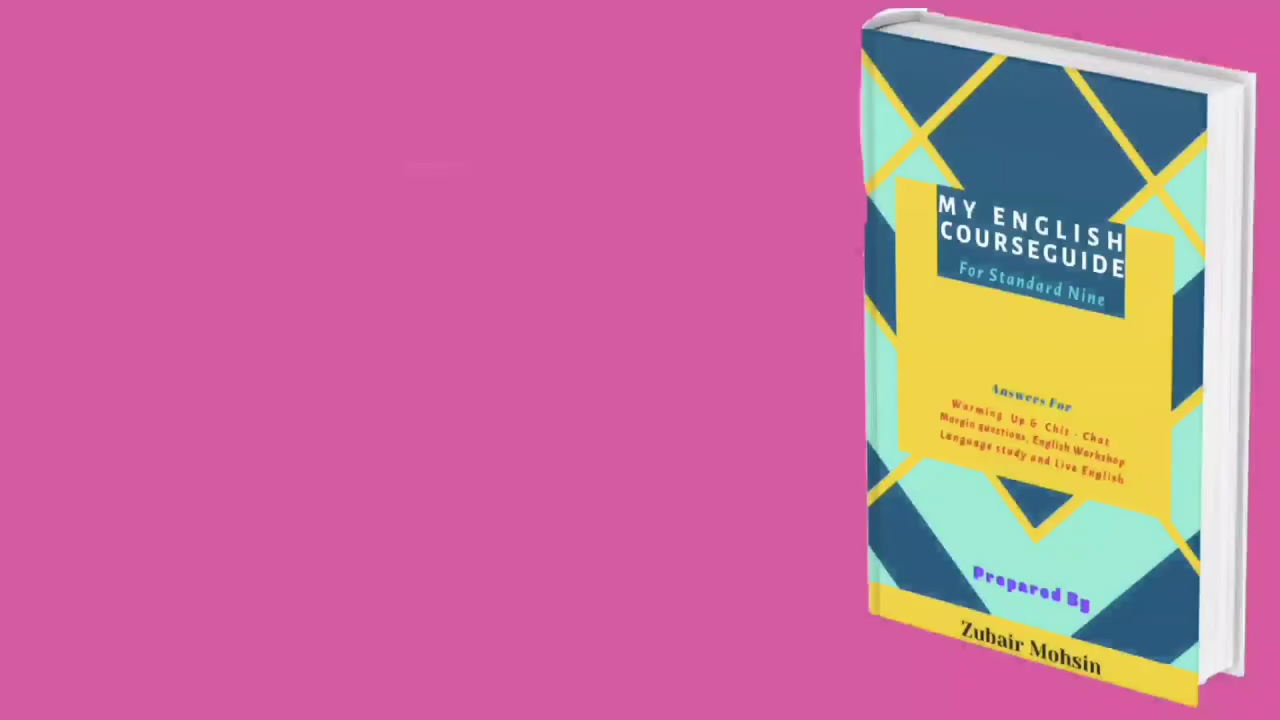 MY ENGLISH
COURSEGUIDE
For Standard Nine
Answers For
Warming Up & Chit - Chat
Margin questions, English Workshop
Language study and Live English
Prepared By
Zubair Mohsin